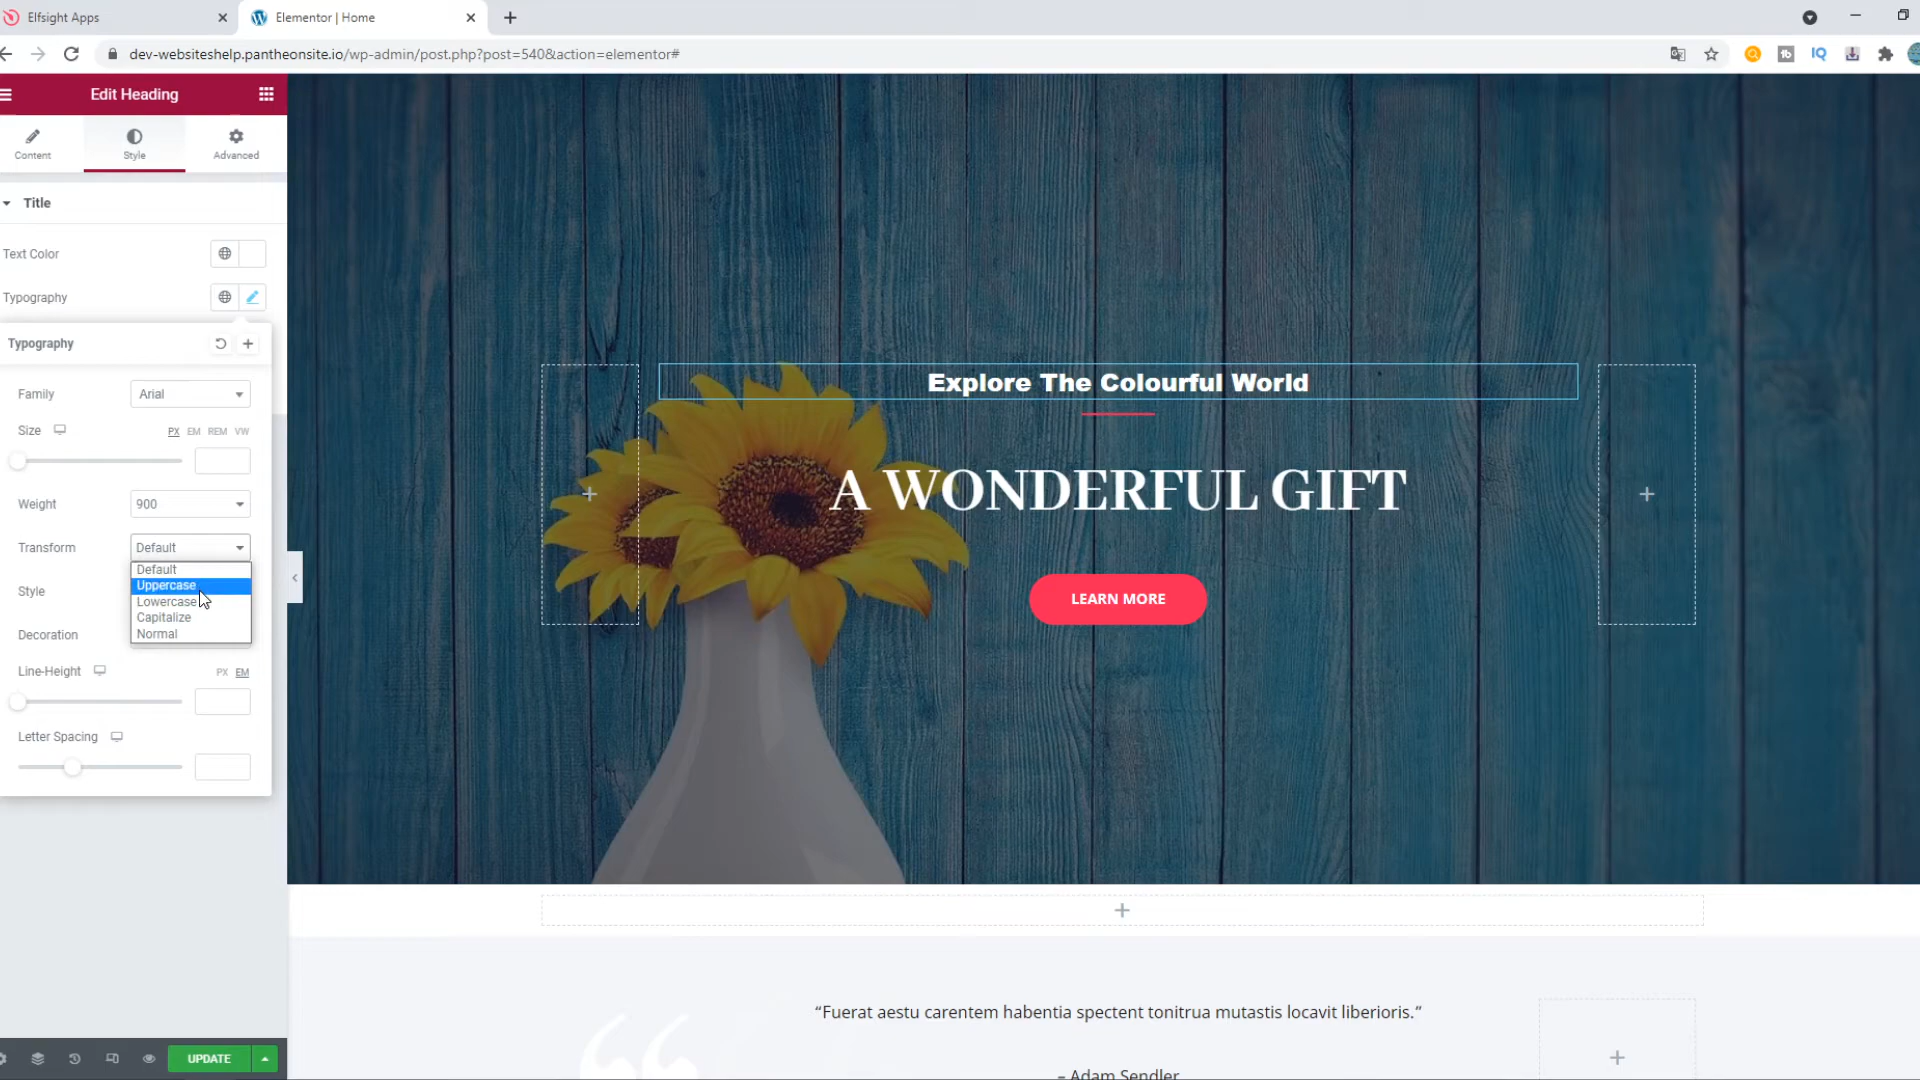 Elfsight Apps
Elementor | Home
dev-websiteshelp.pantheonsite.io/wp-admin/post.php?post=540&action=elementor#
Edit Heading
Content
Style
Advanced
Title
Text Color
Typography
Typography
Family
Arial
Size
PX EM REM VW
Weight
900
Transform
Default
Default
Uppercase
Lowercase
Capitalize
Normal
Style
Decoration
Line-Height
PX EM
Letter Spacing
UPDATE
Explore The Colourful World
A WONDERFUL GIFT
LEARN MORE
“Fuerat aestu carentem habentia spectent tonitrua mutastis locavit liberioris.“
– Adam Sendler